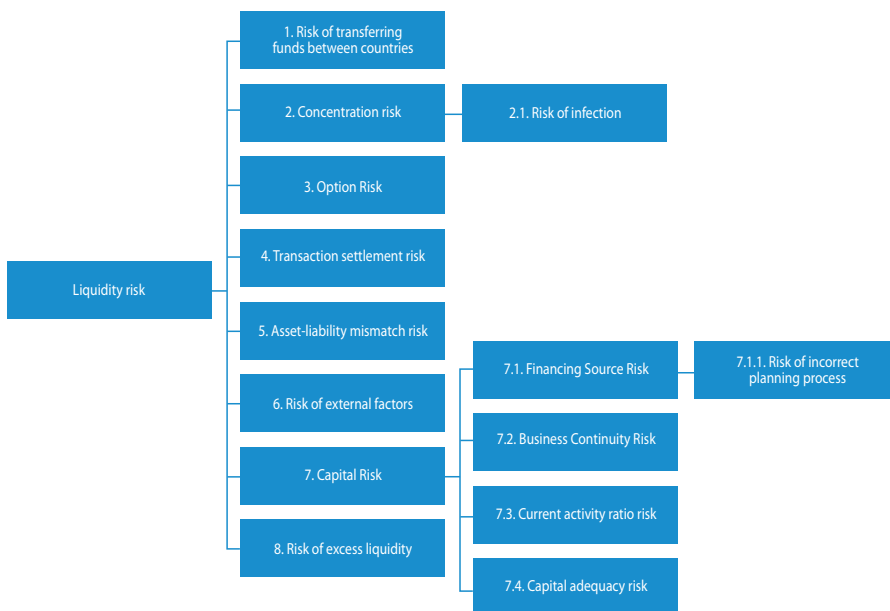 Liquidity risk
1. Risk of transferring
funds between countries
2. Concentration risk
2.1. Risk of infection
3. Option Risk
4. Transaction settlement risk
5. Asset-liability mismatch risk
6. Risk of external factors
7. Capital Risk
7.1. Financing Source Risk
7.1.1. Risk of incorrect
planning process
7.2. Business Continuity Risk
7.3. Current activity ratio risk
7.4. Capital adequacy risk
8. Risk of excess liquidity